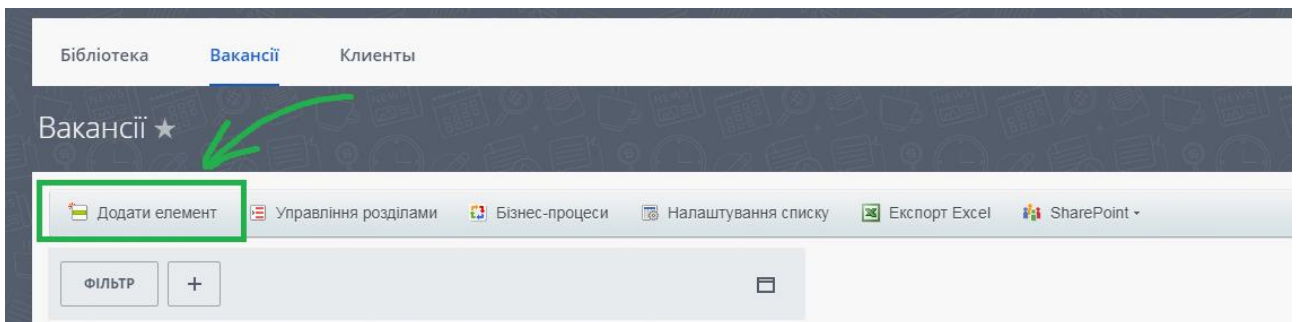 Бібліотека Вакансії Клиенты
Вакансії
Додати елемент Управління розділами Бізнес-процеси Налаштування списку Експорт Excel SharePoint
ФІЛЬТР +